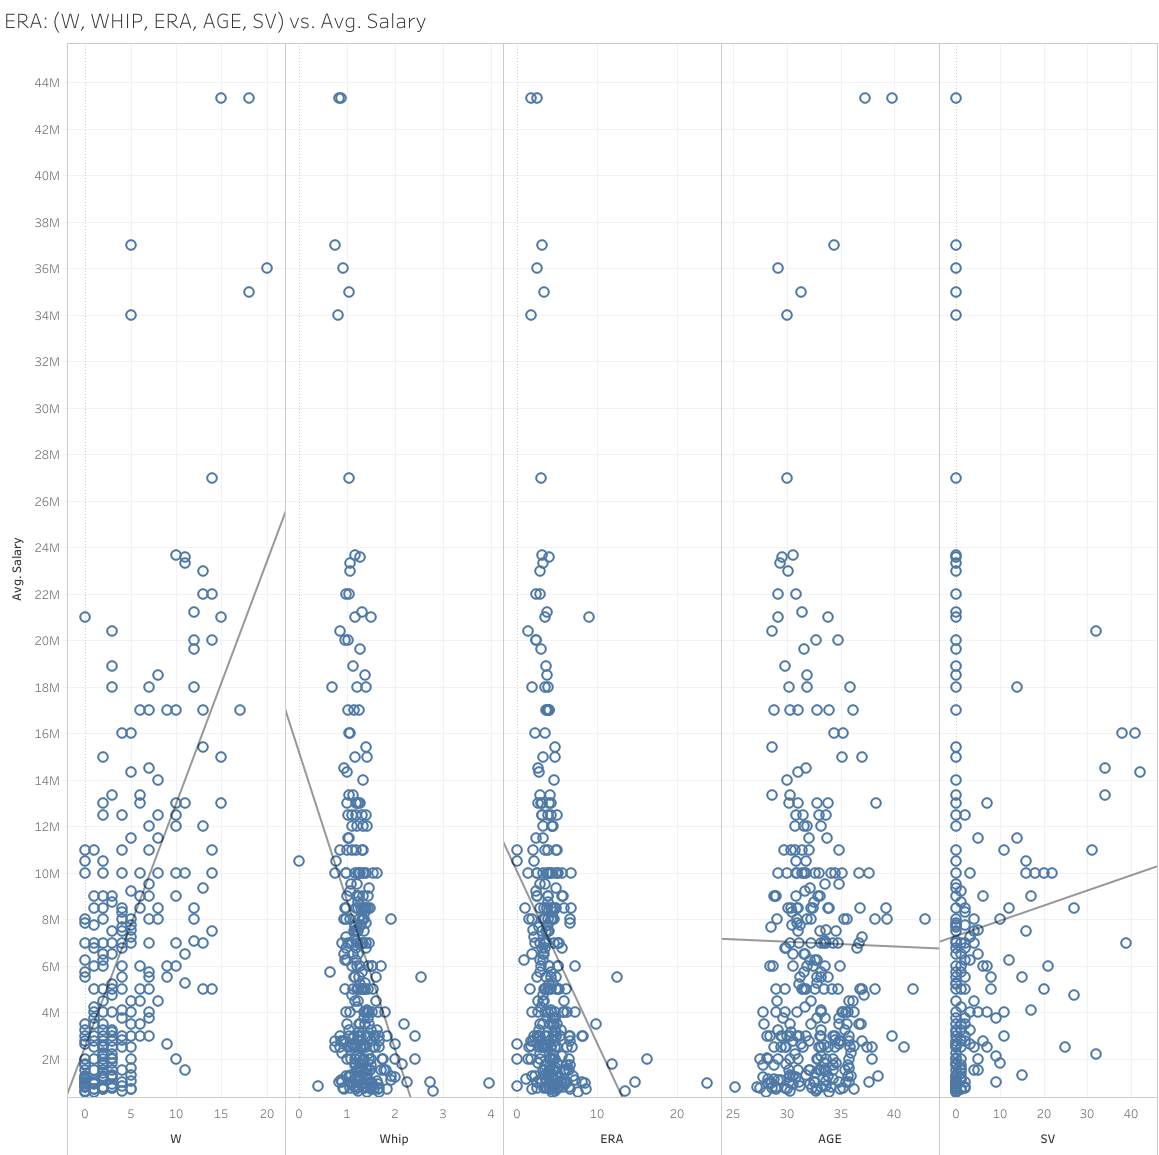 ERA: (W, WHIP, ERA, AGE, SV) vs. Avg. Salary
44M
42M
40M
38M
36M
34M
32M
30M
28M
26M
24M
22M
20M
18M
16M
14M
12M
10M
8M
6M
4M
2M
Avg. Salary
0 5 10 15 20 0 1 2 3 4 0 10 20 25 30 35 40 0 10 20 30 40
W Whip ERA AGE SV